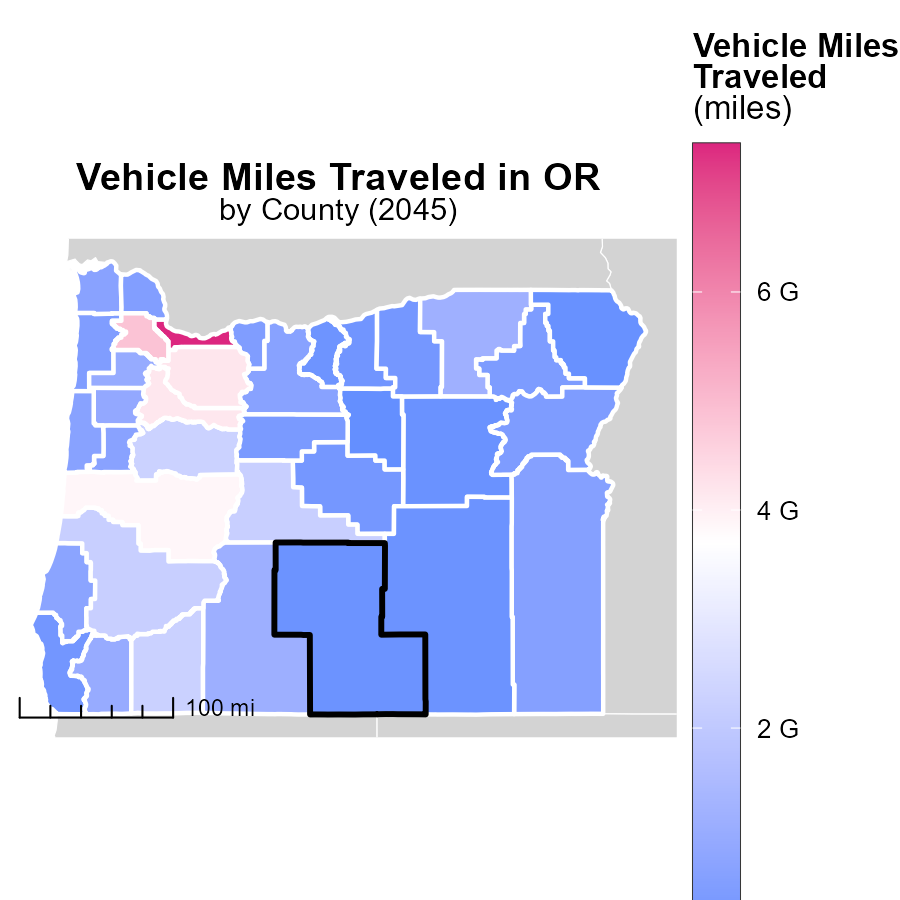 Vehicle Miles
Traveled
(miles)
Vehicle Miles Traveled in OR
by County (2045)
6 G
4 G
2 G
100 mi